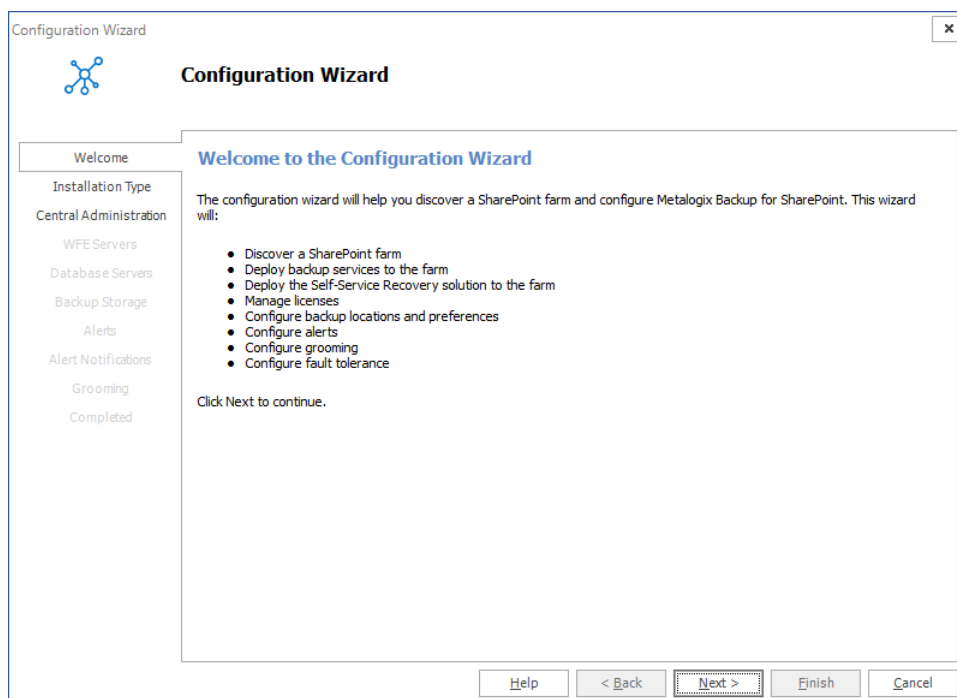 Configuration Wizard
Configuration Wizard
Welcome
Installation Type
Central Administration
WFE Servers
Database Servers
Backup Storage
Alerts
Alert Notifications
Grooming
Completed
Welcome to the Configuration Wizard
The configuration wizard will help you discover a SharePoint farm and configure Metalogix Backup for SharePoint. This wizard
will:
● Discover a SharePoint farm
● Deploy backup services to the farm
● Deploy the Self-Service Recovery solution to the farm
● Manage licenses
● Configure backup locations and preferences
● Configure alerts
● Configure grooming
● Configure fault tolerance
Click Next to continue.
Help < Back Next > Finish Cancel